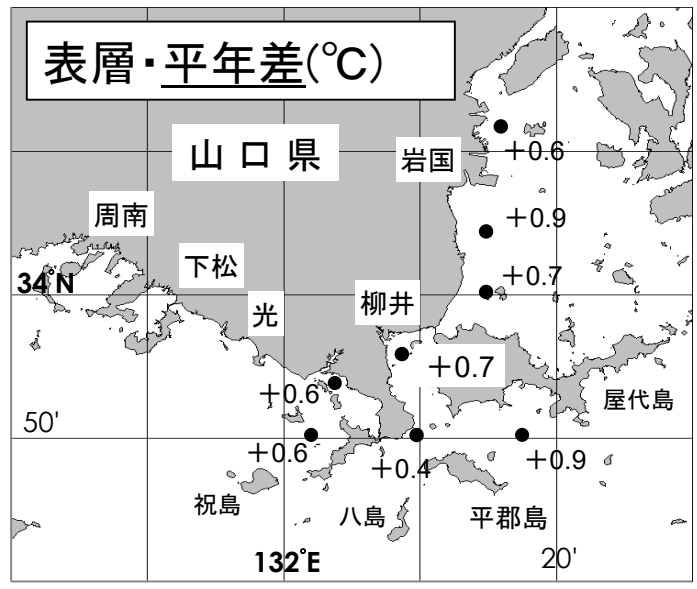 表層・平年差(℃)
山口県
岩国
+0.6
周南
+0.9
下松
34°N
+0.7
光
柳井
+0.7
+0.6
屋代島
50'
+0.6
+0.4
+0.9
祝島
八島
平郡島
132°E
20'